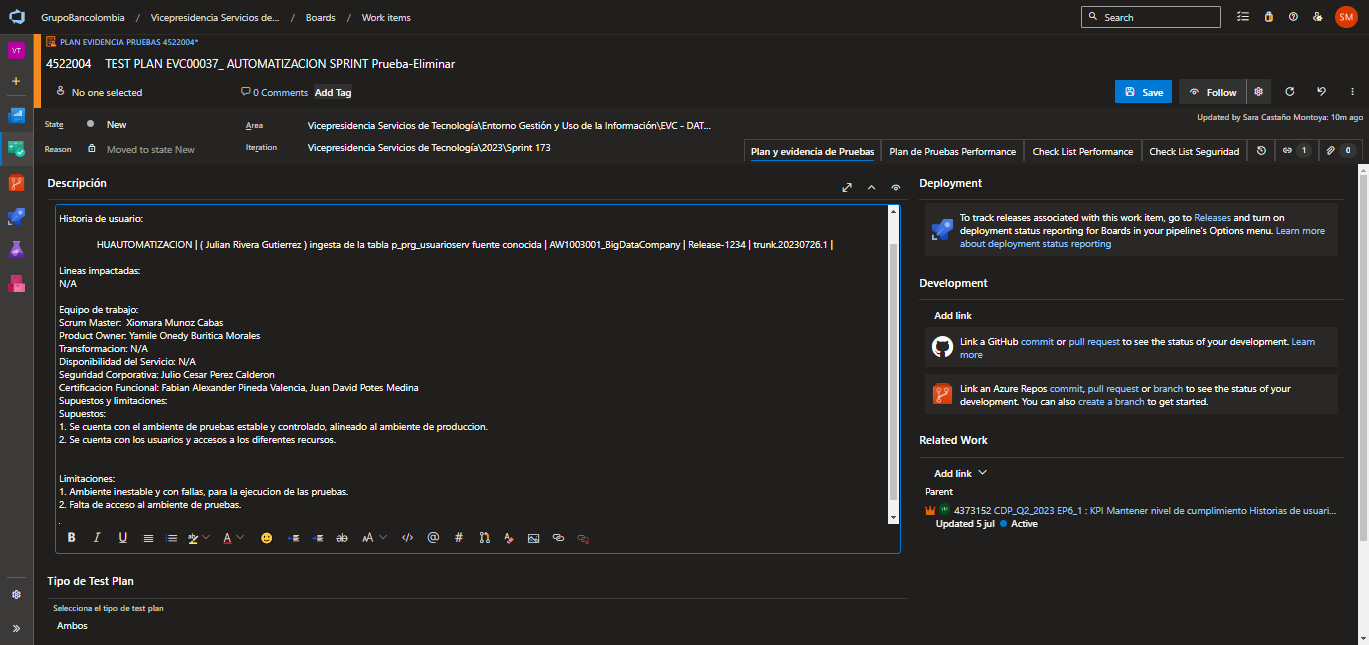 GrupoBancolombia / Vicepresidencia Servicios de... / Boards / Work items
Search
SM
VT
PLAN EVIDENCIA PRUEBAS 4522004*
4522004 TEST PLAN EVC00037_ AUTOMATIZACION SPRINT Prueba-Eliminar
No one selected
0 Comments
Add Tag
Save
Follow
Updated by Sara Castaño Montoya: 10m ago
State New
Area Vicepresidencia Servicios de Tecnología\Entorno Gestión y Uso de la Información\EVC - DAT...
Reason Moved to state New
Iteration Vicepresidencia Servicios de Tecnología\2023\Sprint 173
Plan y evidencia de Pruebas
Plan de Pruebas Performance
Check List Performance
Check List Seguridad
1
0
Descripción
Historia de usuario:
HUAUTOMATIZACION | ( Julian Rivera Gutierrez ) ingesta de la tabla p_prg_usuarioserv fuente conocida | AW1003001_BigDataCompany | Release-1234 | trunk.20230726.1 |
Lineas impactadas:
N/A
Equipo de trabajo:
Scrum Master: Xiomara Munoz Cabas
Product Owner: Yamile Onedy Buritica Morales
Transformacion: N/A
Disponibilidad del Servicio: N/A
Seguridad Corporativa: Julio Cesar Perez Calderon
Certificacion Funcional: Fabian Alexander Pineda Valencia, Juan David Potes Medina
Supuestos y limitaciones:
Supuestos:
1. Se cuenta con el ambiente de pruebas estable y controlado, alineado al ambiente de produccion.
2. Se cuenta con los usuarios y accesos a los diferentes recursos.
Limitaciones:
1. Ambiente inestable y con fallas, para la ejecucion de las pruebas.
2. Falta de acceso al ambiente de pruebas.
.
Tipo de Test Plan
Selecciona el tipo de test plan
Ambos
Deployment
To track releases associated with this work item, go to Releases and turn on
deployment status reporting for Boards in your pipeline's Options menu. Learn more
about deployment status reporting
Development
Add link
Link a GitHub commit or pull request to see the status of your development. Learn
more
Link an Azure Repos commit, pull request or branch to see the status of your
development. You can also create a branch to get started.
Related Work
Add link
Parent
4373152 CDP_Q2_2023 EP6_1 : KPI Mantener nivel de cumplimiento Historias de usuari...
Updated 5 jul Active